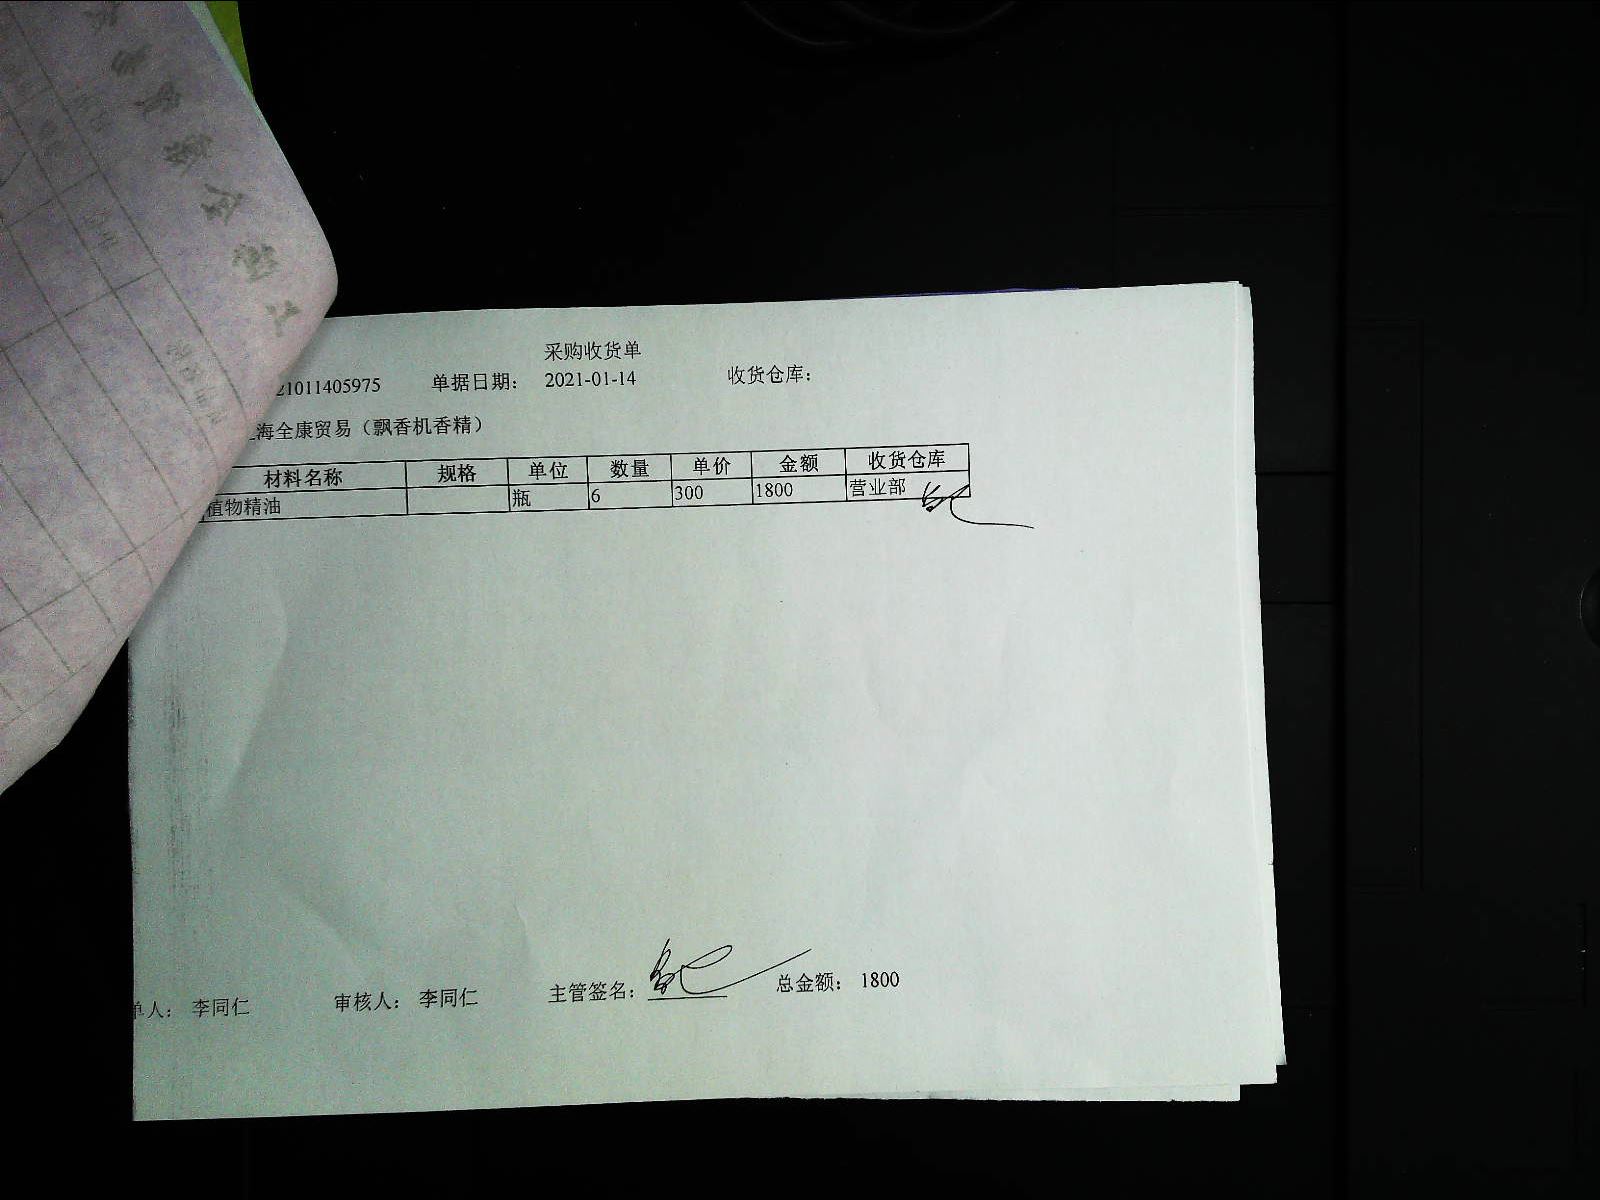 采购收货单
21011405975 单据日期： 2021-01-14 收货仓库：
海全康贸易（飘香机香精）
材料名称 规格 单位 数量 单价 金额 收货仓库
植物精油 瓶 6 300 1800 营业部
单人： 李同仁 审核人： 李同仁 主管签名： 总金额： 1800